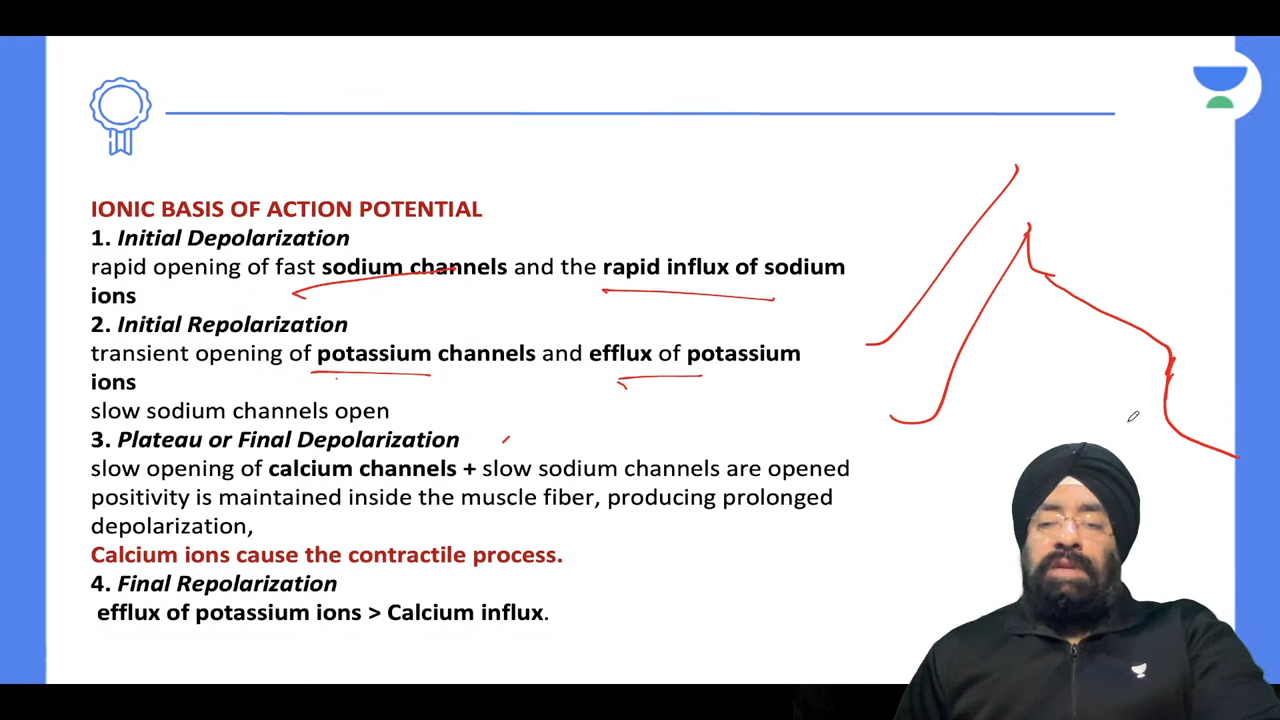 IONIC BASIS OF ACTION POTENTIAL
1. Initial Depolarization
rapid opening of fast sodium channels and the rapid influx of sodium
ions
2. Initial Repolarization
transient opening of potassium channels and efflux of potassium
ions
slow sodium channels open
3. Plateau or Final Depolarization
slow opening of calcium channels + slow sodium channels are opened
positivity is maintained inside the muscle fiber, producing prolonged
depolarization,
Calcium ions cause the contractile process.
4. Final Repolarization
efflux of potassium ions > Calcium influx.